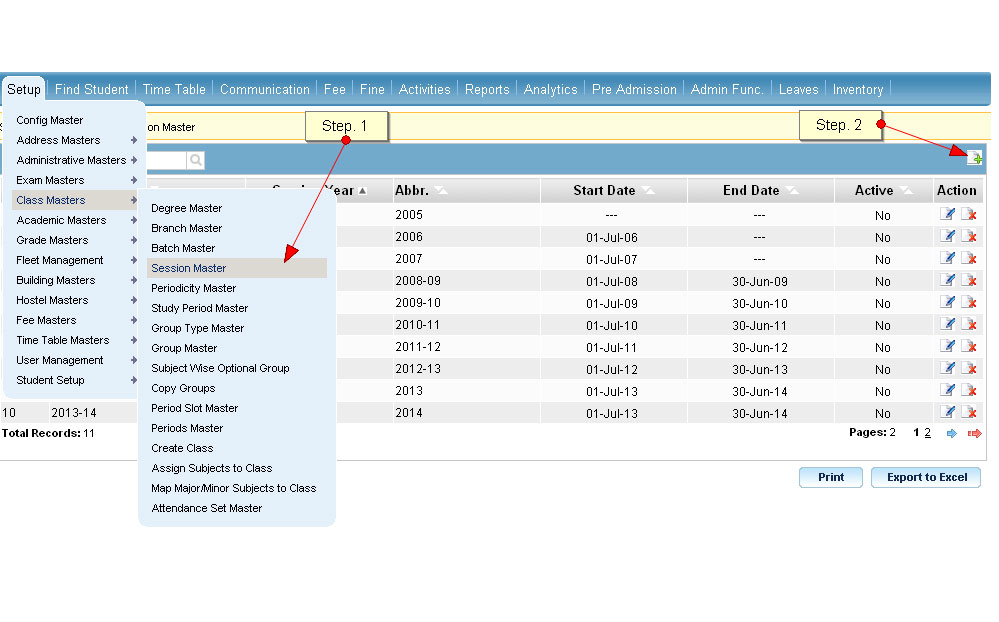 Setup Find Student Time Table Communication Fee Fine Activities Reports Analytics Pre Admission Admin Func. Leaves Inventory
on Master
Step. 1
Step. 2
Config Master
Address Masters
Administrative Masters
Exam Masters
Class Masters
Academic Masters
Grade Masters
Fleet Management
Building Masters
Hostel Masters
Fee Masters
Time Table Masters
User Management
Student Setup
Degree Master
Branch Master
Batch Master
Session Master
Periodicity Master
Study Period Master
Group Type Master
Group Master
Subject Wise Optional Group
Copy Groups
Period Slot Master
Periods Master
Create Class
Assign Subjects to Class
Map Major/Minor Subjects to Class
Attendance Set Master
Year Abbr. Start Date End Date Active Action
2005 --- --- No
2006 01-Jul-06 --- No
2007 01-Jul-07 --- No
2008-09 01-Jul-08 30-Jun-09 No
2009-10 01-Jul-09 30-Jun-10 No
2010-11 01-Jul-10 30-Jun-11 No
2011-12 01-Jul-11 30-Jun-12 No
2012-13 01-Jul-12 30-Jun-13 No
2013 01-Jul-13 30-Jun-14 No
10 2013-14 2014 01-Jul-13 30-Jun-14 No
Total Records: 11 Pages: 2 1 2
Print Export to Excel